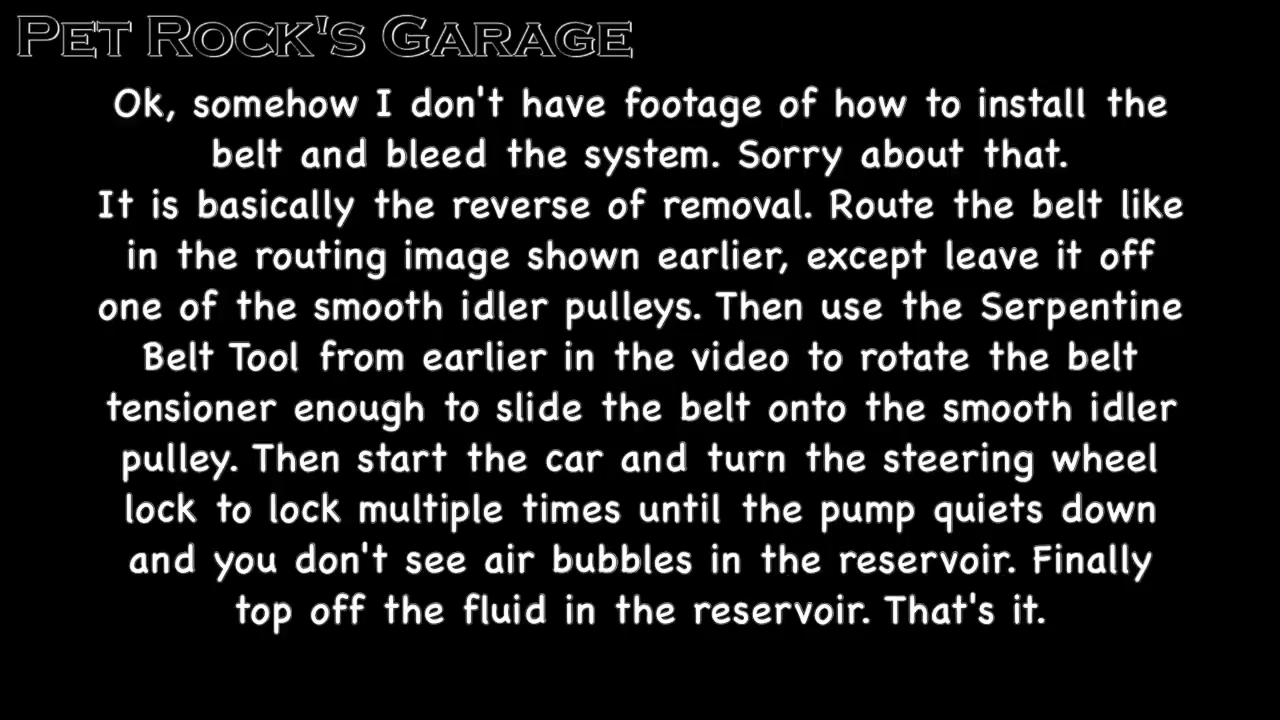 PET ROCK'S GARAGE
Ok, somehow I don't have footage of how to install the
belt and bleed the system. Sorry about that.
It is basically the reverse of removal. Route the belt like
in the routing image shown earlier, except leave it off
one of the smooth idler pulleys. Then use the Serpentine
Belt Tool from earlier in the video to rotate the belt
tensioner enough to slide the belt onto the smooth idler
pulley. Then start the car and turn the steering wheel
lock to lock multiple times until the pump quiets down
and you don't see air bubbles in the reservoir. Finally
top off the fluid in the reservoir. That's it.